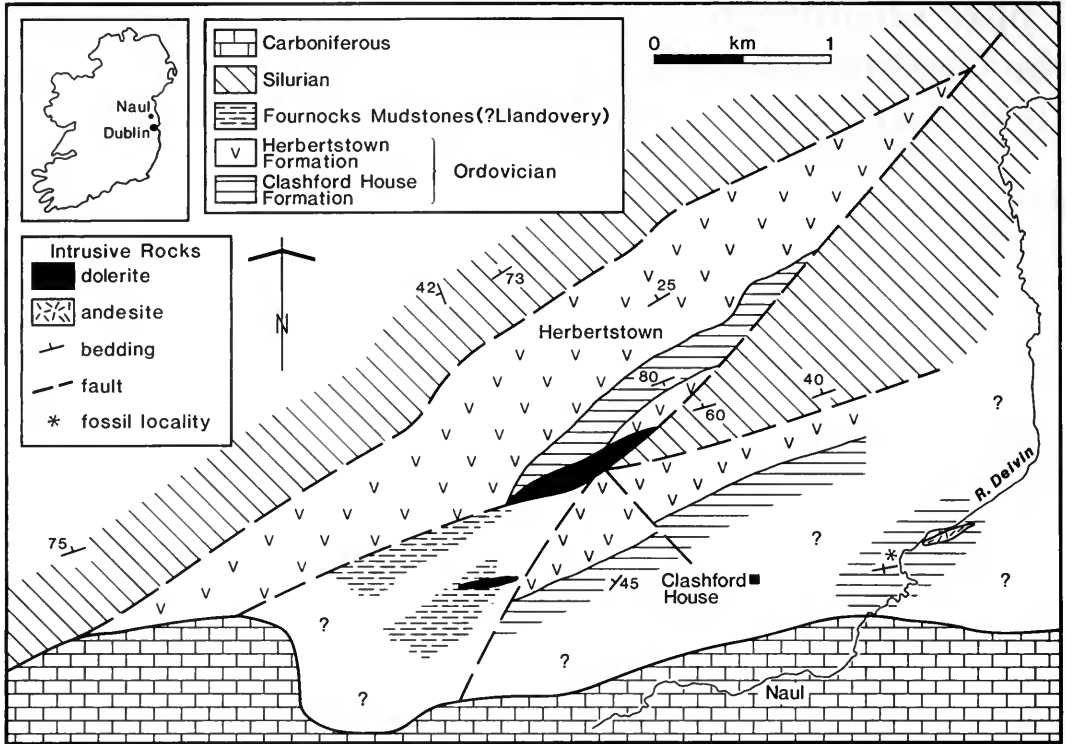 Naul
Dublin
Carboniferous
Silurian
Fournocks Mudstones(?Llandovery)
Herbertstown
Formation
Clashford House
Formation
Ordovician
0 km 1
Intrusive Rocks
dolerite
andesite
bedding
fault
* fossil locality
N
42
73
25
Herbertstown
80
60
40
?
R. Delvin
75
?
*
45
Clashford
House
?
?
?
?
Naul